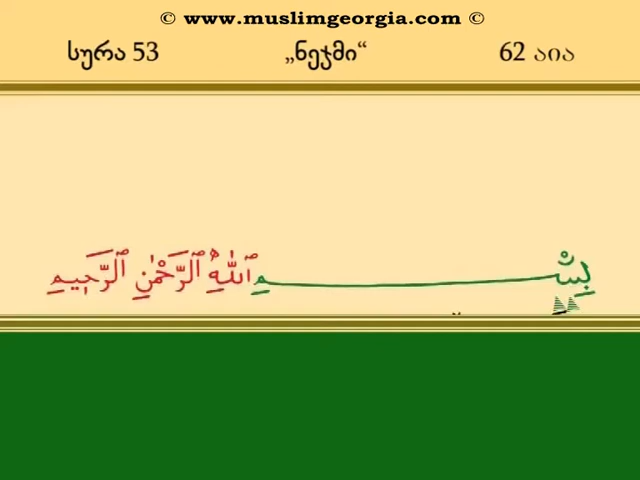 © www.muslimgeorgia.com ©
სურა 53 „ნეჯმი“ 62 აია
بِسْمِ ٱللَّهِ ٱلرَّحْمَٰنِ ٱلرَّحِيمِ